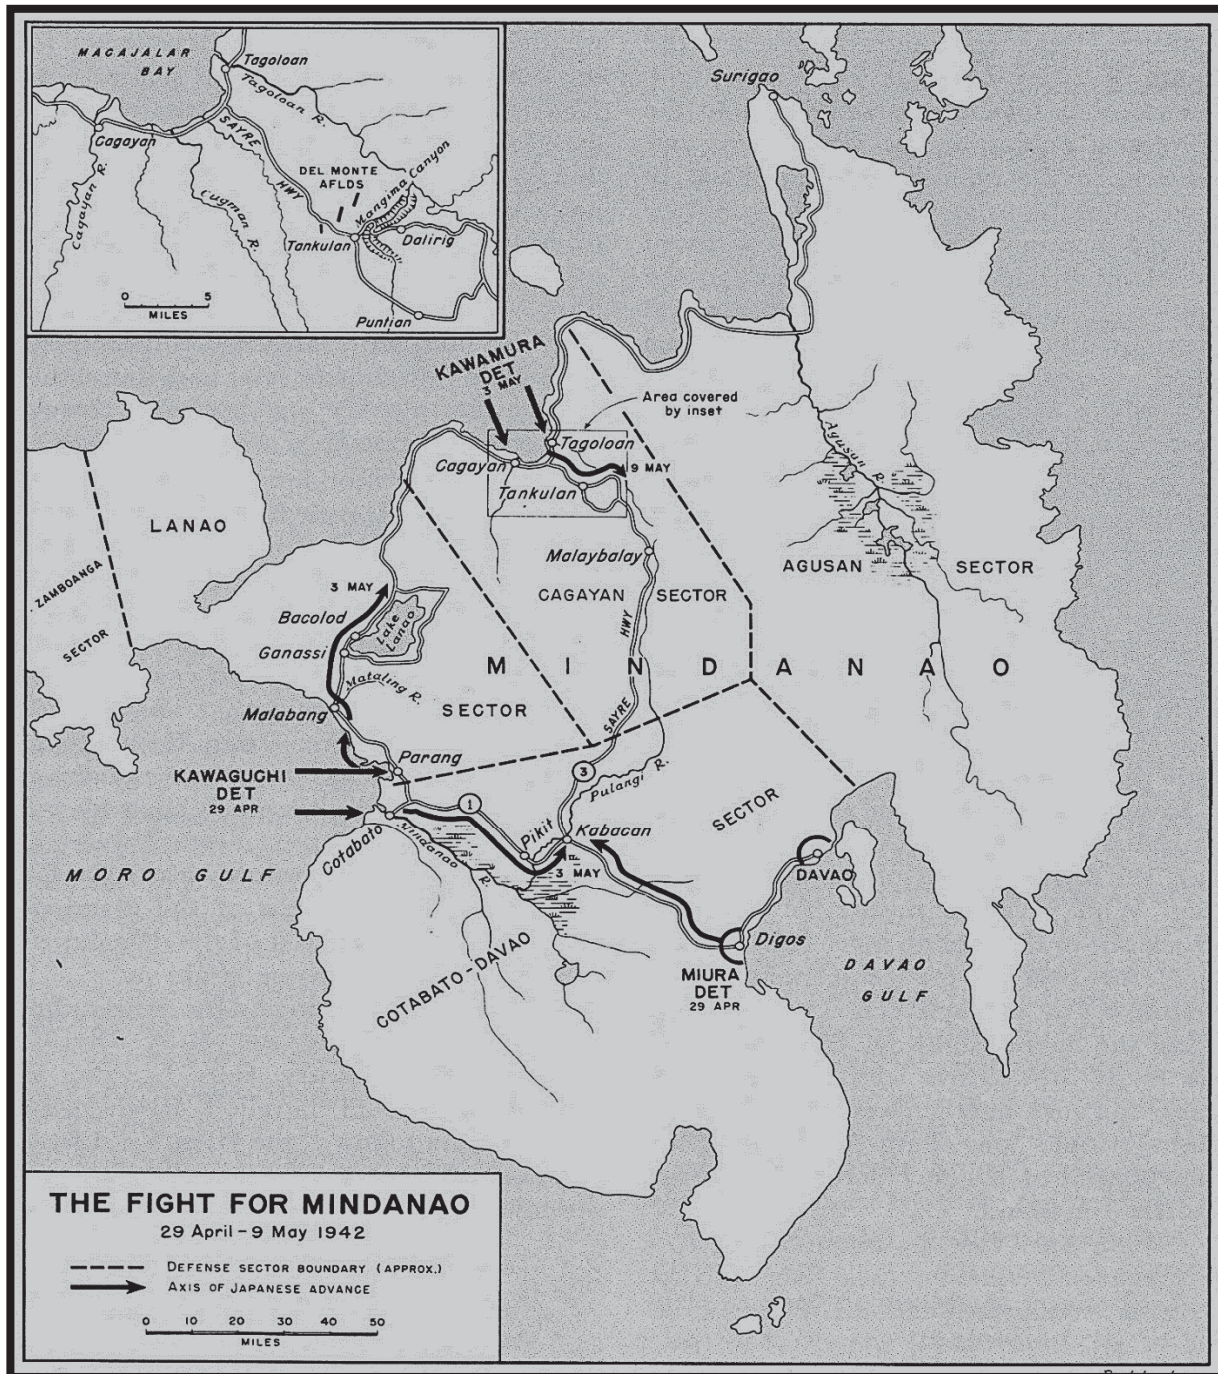 MACAJALAR
BAY
Tagoloan
Tagoloan R.
Cagayan
SAYRE
HWY
Cagayan R.
Cugman R.
DEL MONTE
AFLDS
Mangima Canyon
Tankulan
Dalirig
Puntian
0 5
MILES
Surigao
KAWAMURA
DET
3 MAY
Area covered
by inset
Tagoloan
Cagayan
9 MAY
Tankulan
Agusan R.
LANAO
ZAMBOANGA
SECTOR
Malaybalay
AGUSAN SECTOR
3 MAY
CAGAYAN SECTOR
HWY
Bacolod
Lake
Lanao
Ganassi
MINDANAO
Mataling R.
SECTOR
Malabang
SAYRE
Parang
KAWAGUCHI
DET
29 APR
3
Pulangi R.
1
SECTOR
Cotabato
Mindanao R.
Pikit
Kabacan
3 MAY
MORO GULF
DAVAO
Digos
COTABATO-DAVAO
MIURA
DET
29 APR
DAVAO
GULF
THE FIGHT FOR MINDANAO
29 April – 9 May 1942
DEFENSE SECTOR BOUNDARY (APPROX.)
AXIS OF JAPANESE ADVANCE
0 10 20 30 40 50
MILES